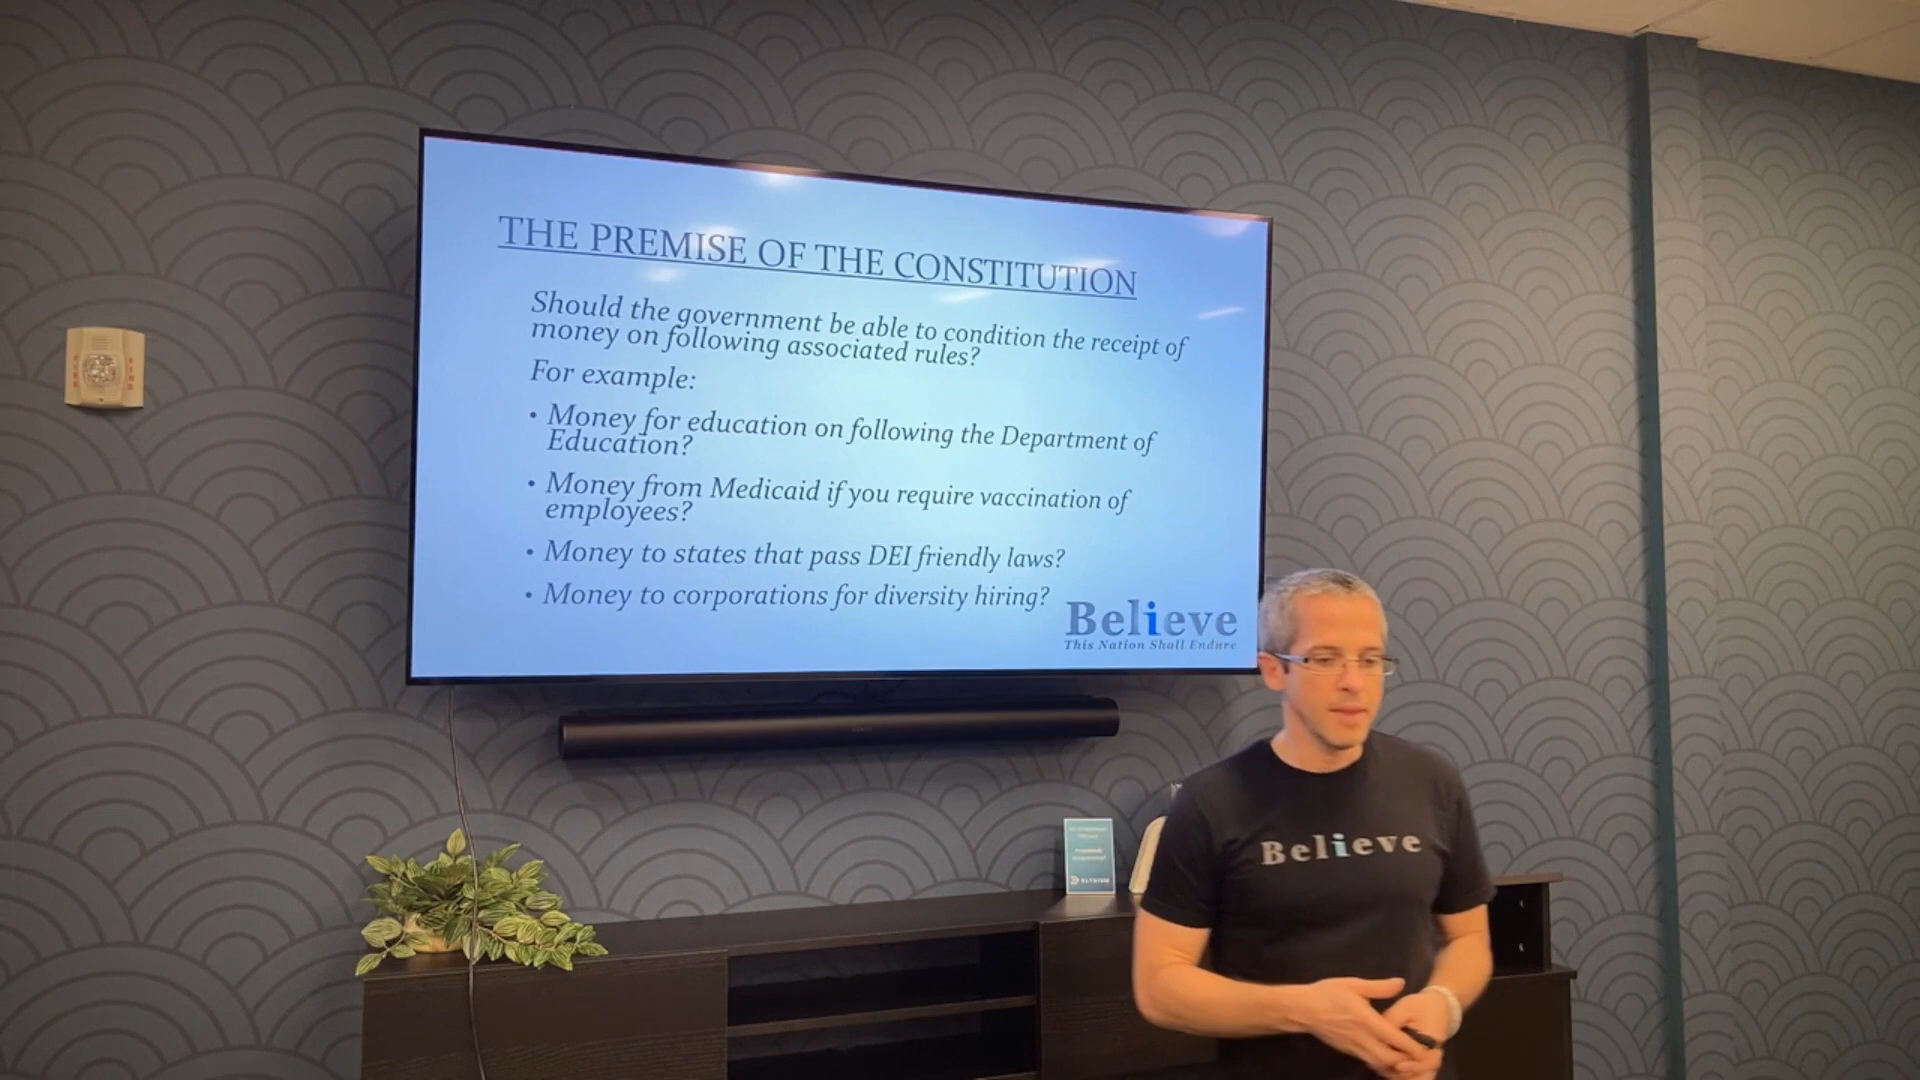 THE PREMISE OF THE CONSTITUTION
Should the government be able to condition the receipt of
money on following associated rules?
For example:
• Money for education on following the Department of
Education?
• Money from Medicaid if you require vaccination of
employees?
• Money to states that pass DEI friendly laws?
• Money to corporations for diversity hiring?
Believe
This Nation Shall Endure
Believe
FIRE
FIRE